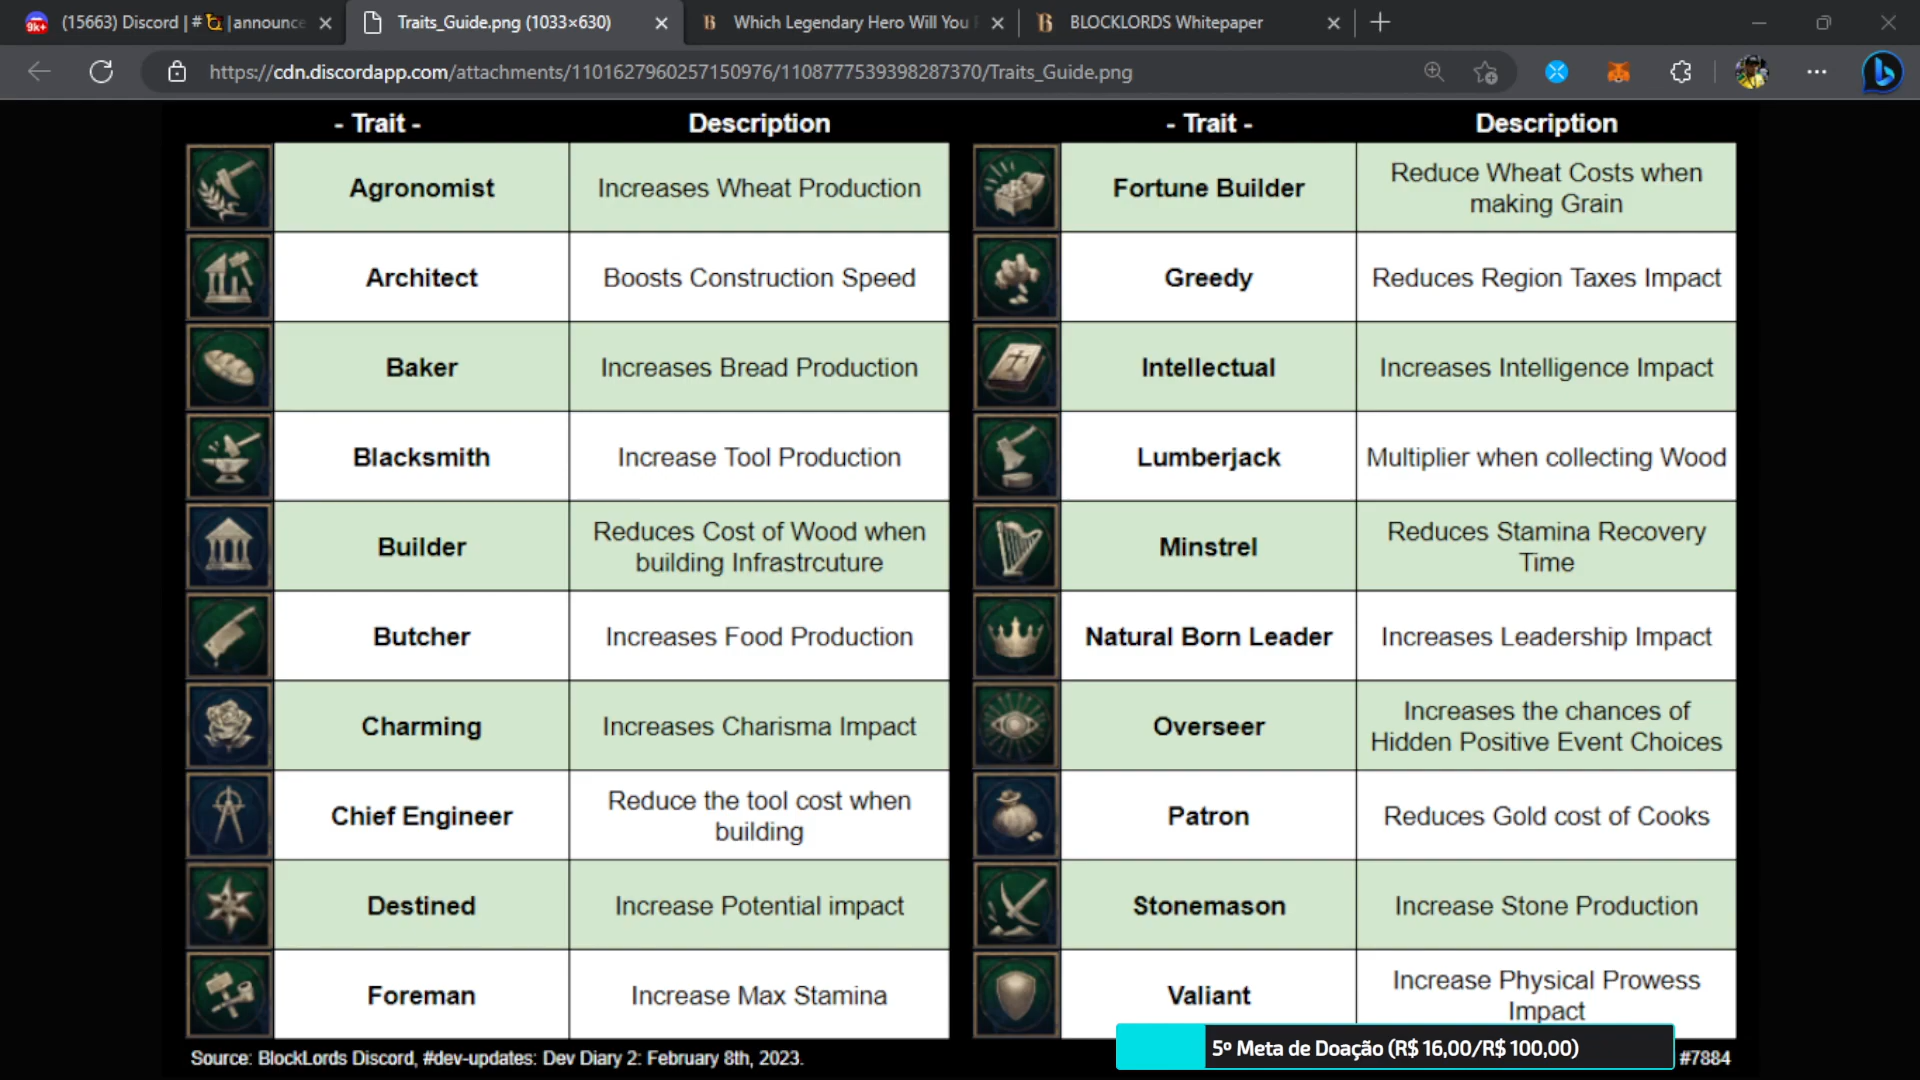 (15663) Discord | # |announce
Traits_Guide.png (1033×630)
Which Legendary Hero Will You
BLOCKLORDS Whitepaper
9k+
https://cdn.discordapp.com/attachments/1101627960257150976/1108777539398287370/Traits_Guide.png
- Trait - Description
Agronomist Increases Wheat Production
Architect Boosts Construction Speed
Baker Increases Bread Production
Blacksmith Increase Tool Production
Builder Reduces Cost of Wood when
building Infrastrcuture
Butcher Increases Food Production
Charming Increases Charisma Impact
Chief Engineer Reduce the tool cost when
building
Destined Increase Potential impact
Foreman Increase Max Stamina
- Trait - Description
Fortune Builder Reduce Wheat Costs when
making Grain
Greedy Reduces Region Taxes Impact
Intellectual Increases Intelligence Impact
Lumberjack Multiplier when collecting Wood
Minstrel Reduces Stamina Recovery
Time
Natural Born Leader Increases Leadership Impact
Overseer Increases the chances of
Hidden Positive Event Choices
Patron Reduces Gold cost of Cooks
Stonemason Increase Stone Production
Valiant Increase Physical Prowess
Impact
Source: BlockLords Discord, #dev-updates: Dev Diary 2: February 8th, 2023.
5º Meta de Doação (R$ 16,00/R$ 100,00)
#7884